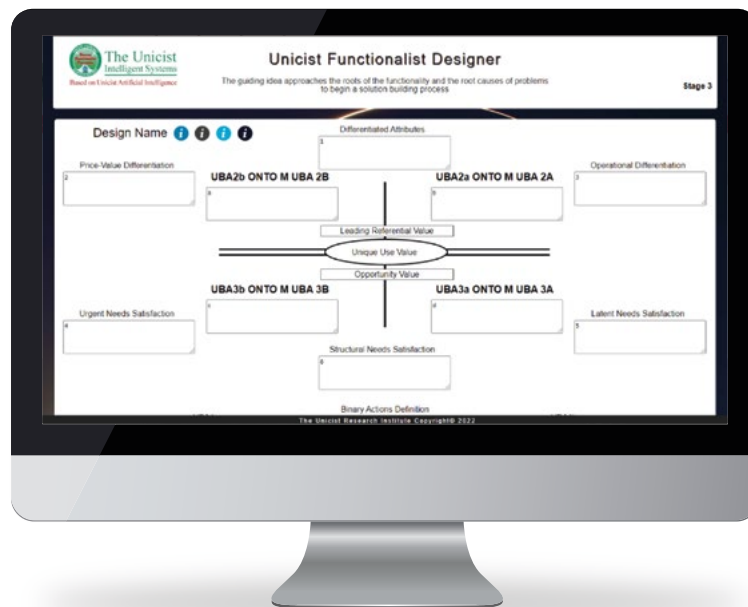 The Unicist
Intelligent Systems
Based on Unicist Artificial Intelligence
Unicist Functionalist Designer
The guiding idea approaches the roots of the functionality and the root causes of problems
to begin a solution building process
Stage 3
Design Name i i i i
Differentiated Attributes
1
Price-Value Differentiation
2
Operational Differentiation
3
UBA2b ONTO M UBA 2B
a
UBA2a ONTO M UBA 2A
b
Leading Referential Value
Unique Use Value
Opportunity Value
UBA3b ONTO M UBA 3B
c
UBA3a ONTO M UBA 3A
d
Urgent Needs Satisfaction
4
Latent Needs Satisfaction
5
Structural Needs Satisfaction
6
Binary Actions Definition
The Unicist Research Institute Copyright© 2022